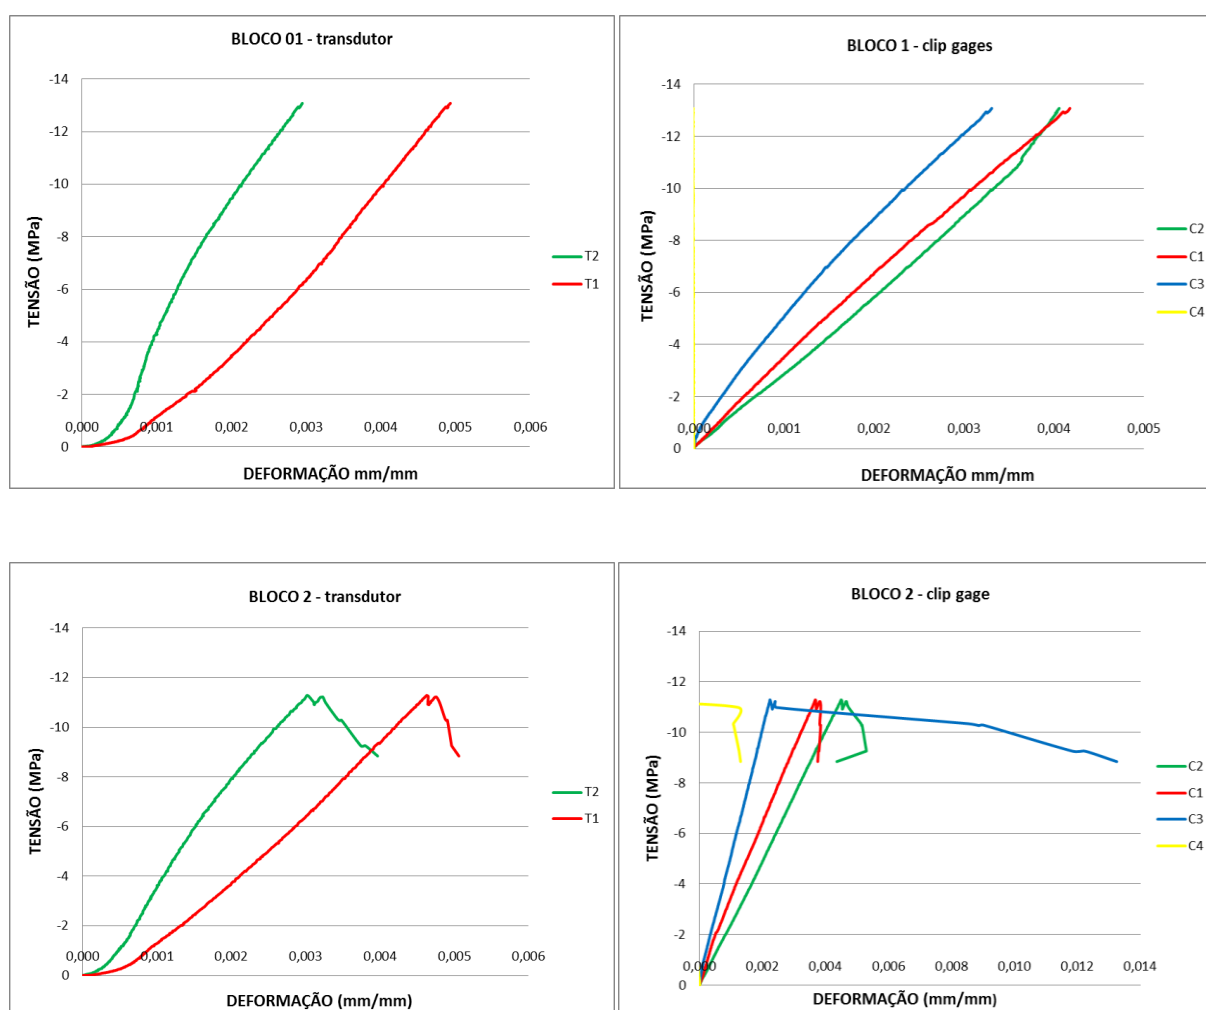 BLOCO 01 - transdutor
-14
-12
-10
-8
-6
-4
-2
0
0,000 0,001 0,002 0,003 0,004 0,005 0,006
TENSÃO (MPa)
DEFORMAÇÃO mm/mm
T2
T1
BLOCO 1 - clip gages
-14
-12
-10
-8
-6
-4
-2
0
0,000 0,001 0,002 0,003 0,004 0,005
TENSÃO (MPa)
DEFORMAÇÃO mm/mm
C2
C1
C3
C4
BLOCO 2 - transdutor
-14
-12
-10
-8
-6
-4
-2
0
0,000 0,001 0,002 0,003 0,004 0,005 0,006
TENSÃO (MPa)
DEFORMAÇÃO (mm/mm)
T2
T1
BLOCO 2 - clip gage
-14
-12
-10
-8
-6
-4
-2
0
0,000 0,002 0,004 0,006 0,008 0,010 0,012 0,014
TENSÃO (MPa)
DEFORMAÇÃO (mm/mm)
C2
C1
C3
C4